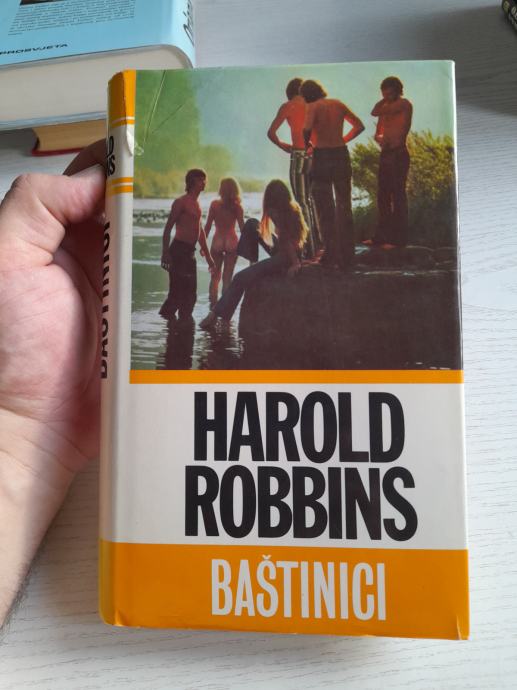 PROSVJETA
HAROLD
ROBBINS
BAŠTINICI
BAŠTINICI